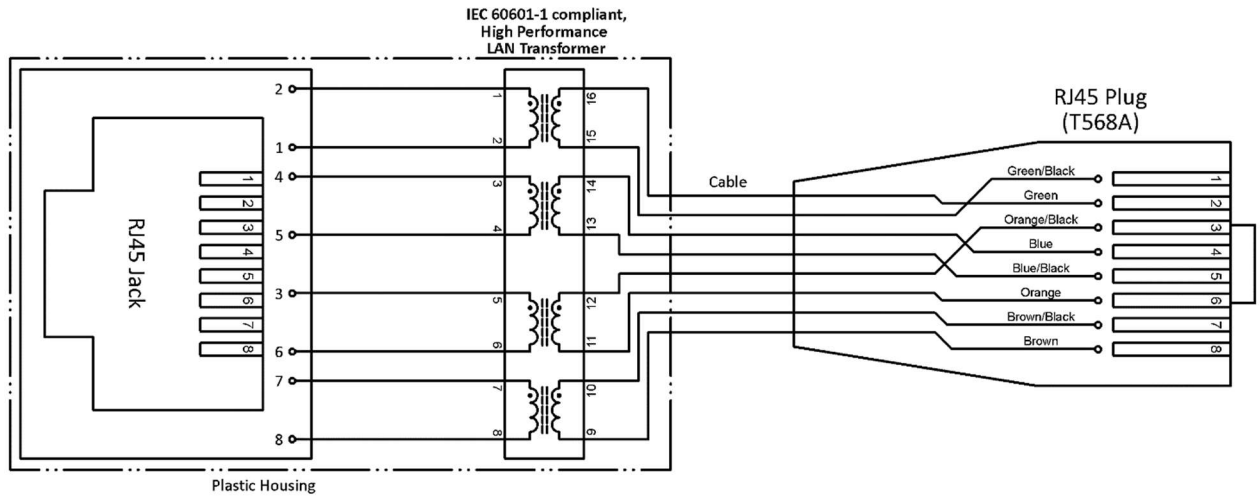 IEC 60601-1 compliant,
High Performance
LAN Transformer
RJ45 Plug
(T568A)
2
1
4
5
3
6
7
8
RJ45 Jack
1
2
3
4
5
6
7
8
1
2
3
4
5
6
7
8
16
15
14
13
12
11
10
9
Cable
Green/Black
Green
Orange/Black
Blue
Blue/Black
Orange
Brown/Black
Brown
1
2
3
4
5
6
7
8
Plastic Housing